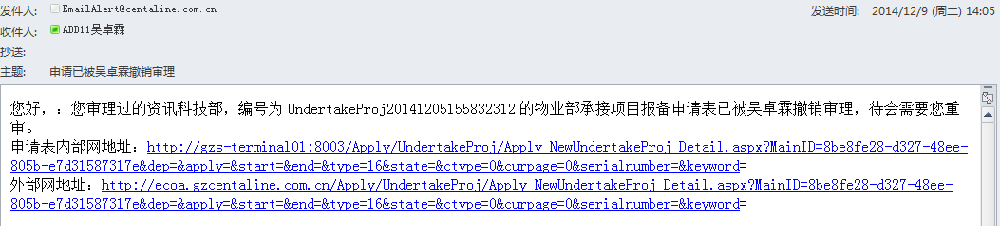 发件人: EmailAlert@centaline.com.cn 发送时间: 2014/12/9 (周二) 14:05
收件人: ADD11吴卓霖
抄送:
主题: 申请已被吴卓霖撤销审理
您好，：您审理过的资讯科技部，编号为 UndertakeProj20141205155832312 的物业部承接项目报备申请表已被吴卓霖撤销审理，待会需要您重
审。
申请表内部网地址：http://gzs-terminal01:8003/Apply/UndertakeProj/Apply_NewUndertakeProj_Detail.aspx?MainID=8be8fe28-d327-48ee-
805b-e7d31587317e&dep=&apply=&start=&end=&type=16&state=&ctype=0&curpage=0&serialnumber=&keyword=
外部网地址：http://ecoa.gzcentaline.com.cn/Apply/UndertakeProj/Apply_NewUndertakeProj_Detail.aspx?MainID=8be8fe28-d327-48ee-
805b-e7d31587317e&dep=&apply=&start=&end=&type=16&state=&ctype=0&curpage=0&serialnumber=&keyword=